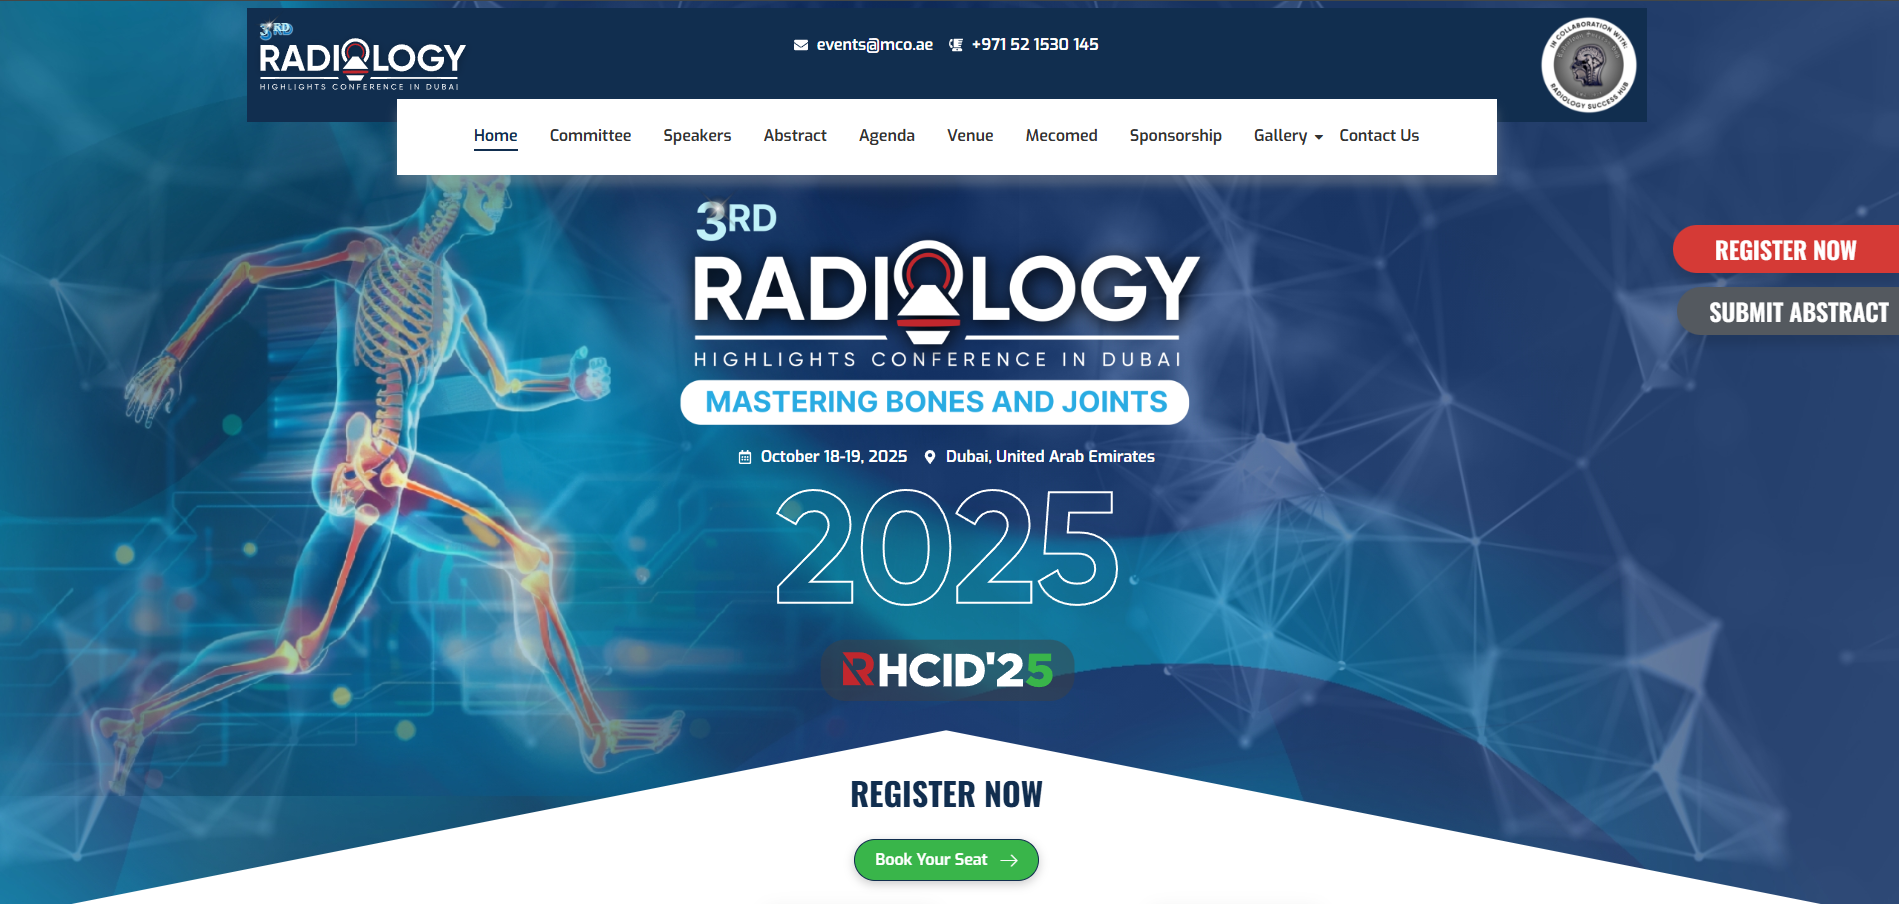 3RD
RADIOLOGY
HIGHLIGHTS CONFERENCE IN DUBAI
events@mco.ae +971 52 1530 145
IN COLLABORATION WITH:
RADIOLOGY SUCCESS HUB
Home Committee Speakers Abstract Agenda Venue Mecomed Sponsorship Gallery Contact Us
3RD
RADIOLOGY
HIGHLIGHTS CONFERENCE IN DUBAI
MASTERING BONES AND JOINTS
October 18-19, 2025 Dubai, United Arab Emirates
2025
RHCID'25
REGISTER NOW
SUBMIT ABSTRACT
REGISTER NOW
Book Your Seat